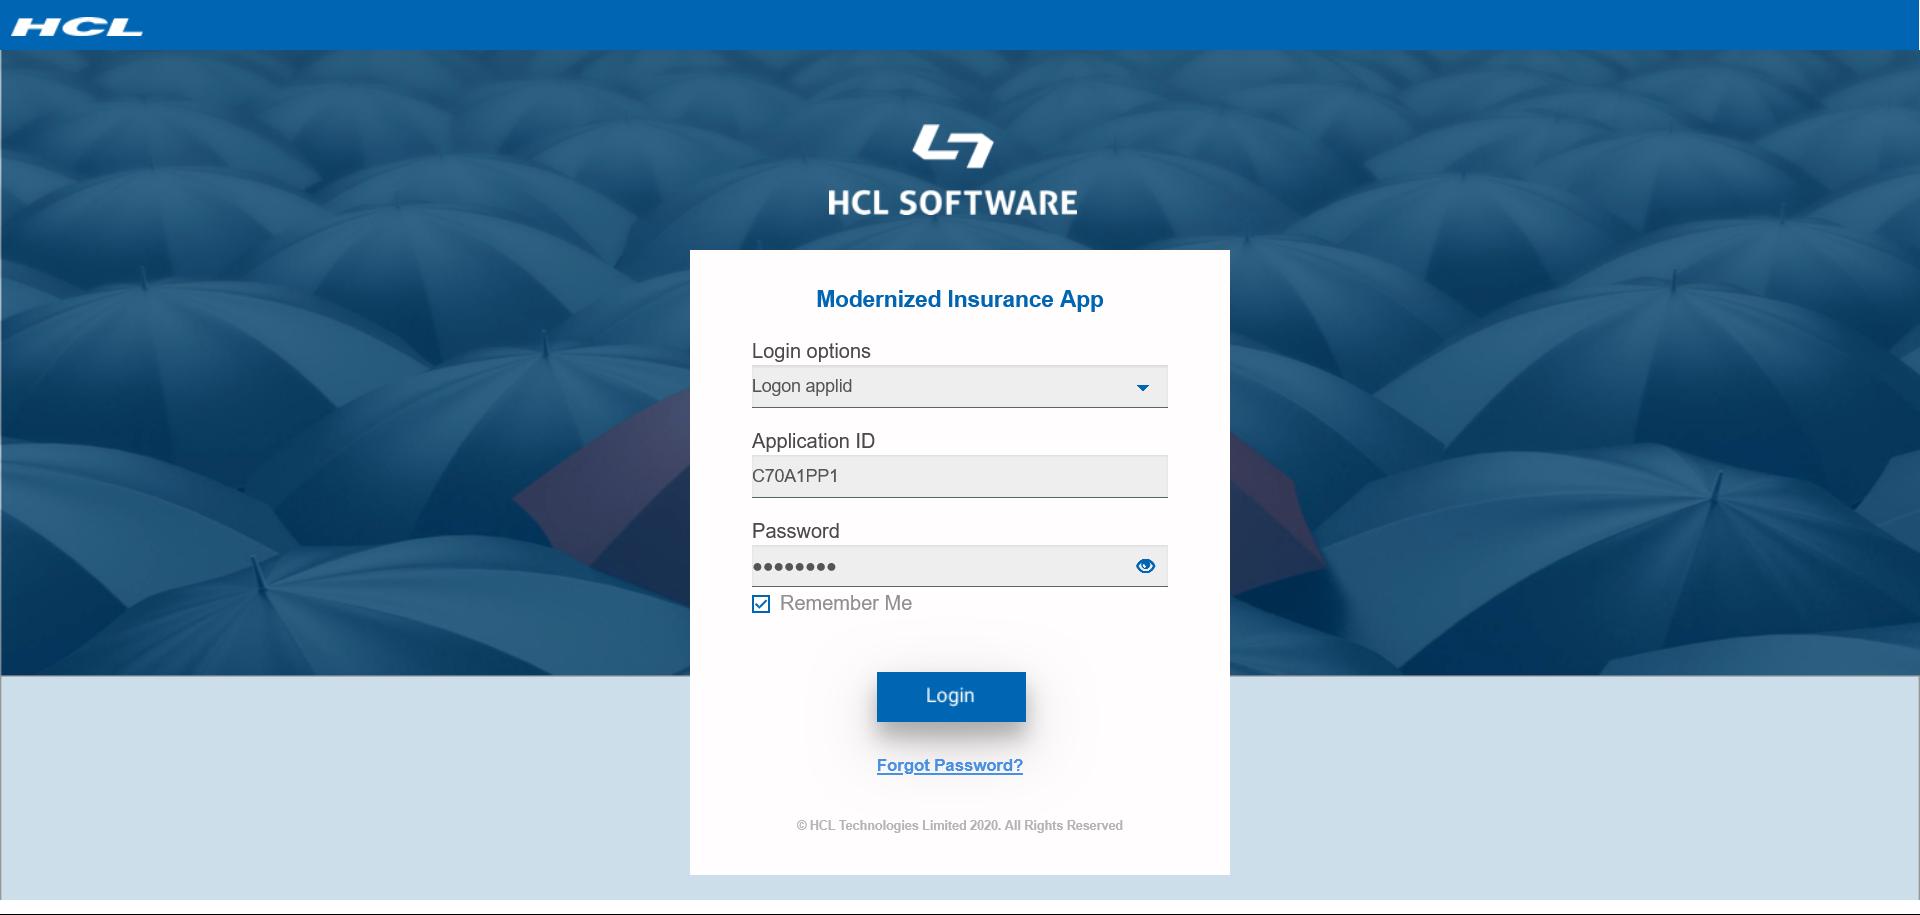 HCL
HCL SOFTWARE
Modernized Insurance App
Login options
Logon applid
Application ID
C70A1PP1
Password
••••••••
Remember Me
Login
Forgot Password?
© HCL Technologies Limited 2020. All Rights Reserved